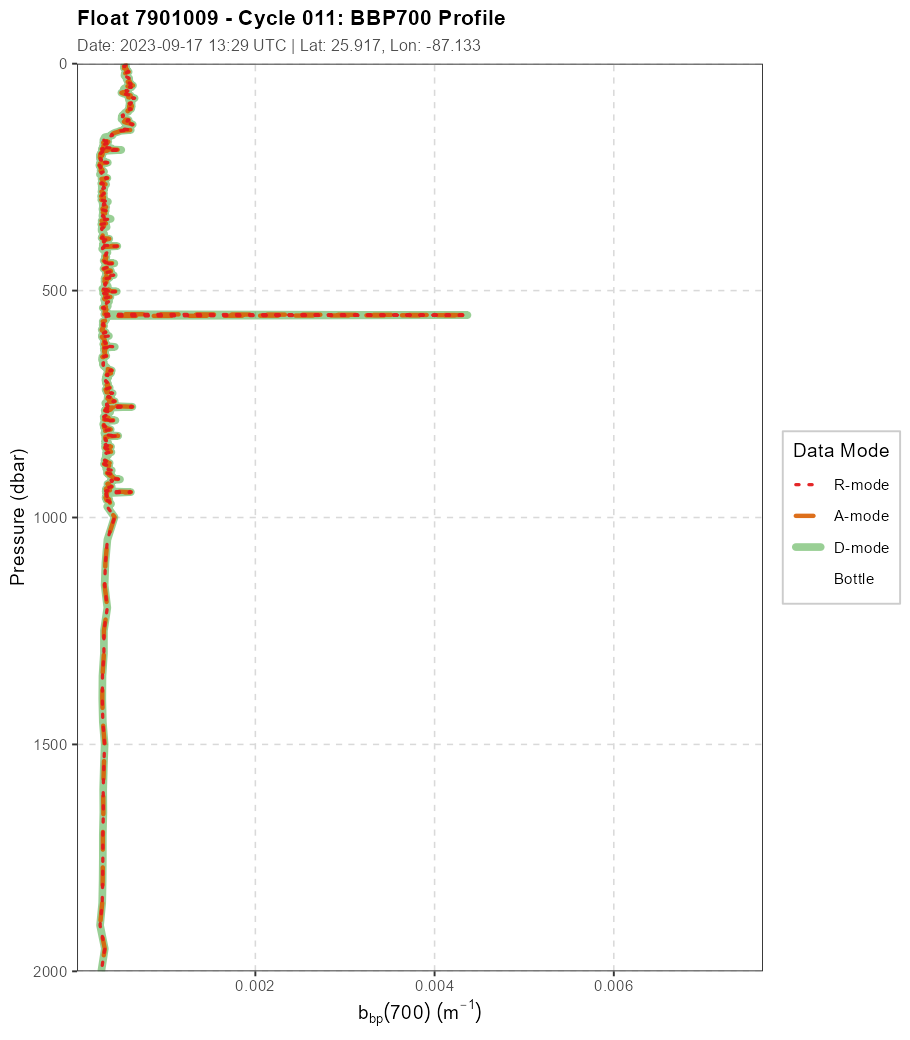 Float 7901009 - Cycle 011: BBP700 Profile
Date: 2023-09-17 13:29 UTC | Lat: 25.917, Lon: -87.133
0
500
1000
1500
2000
Pressure (dbar)
0.002
0.004
0.006
b_bp(700) (m⁻¹)
Data Mode
R-mode
A-mode
D-mode
Bottle